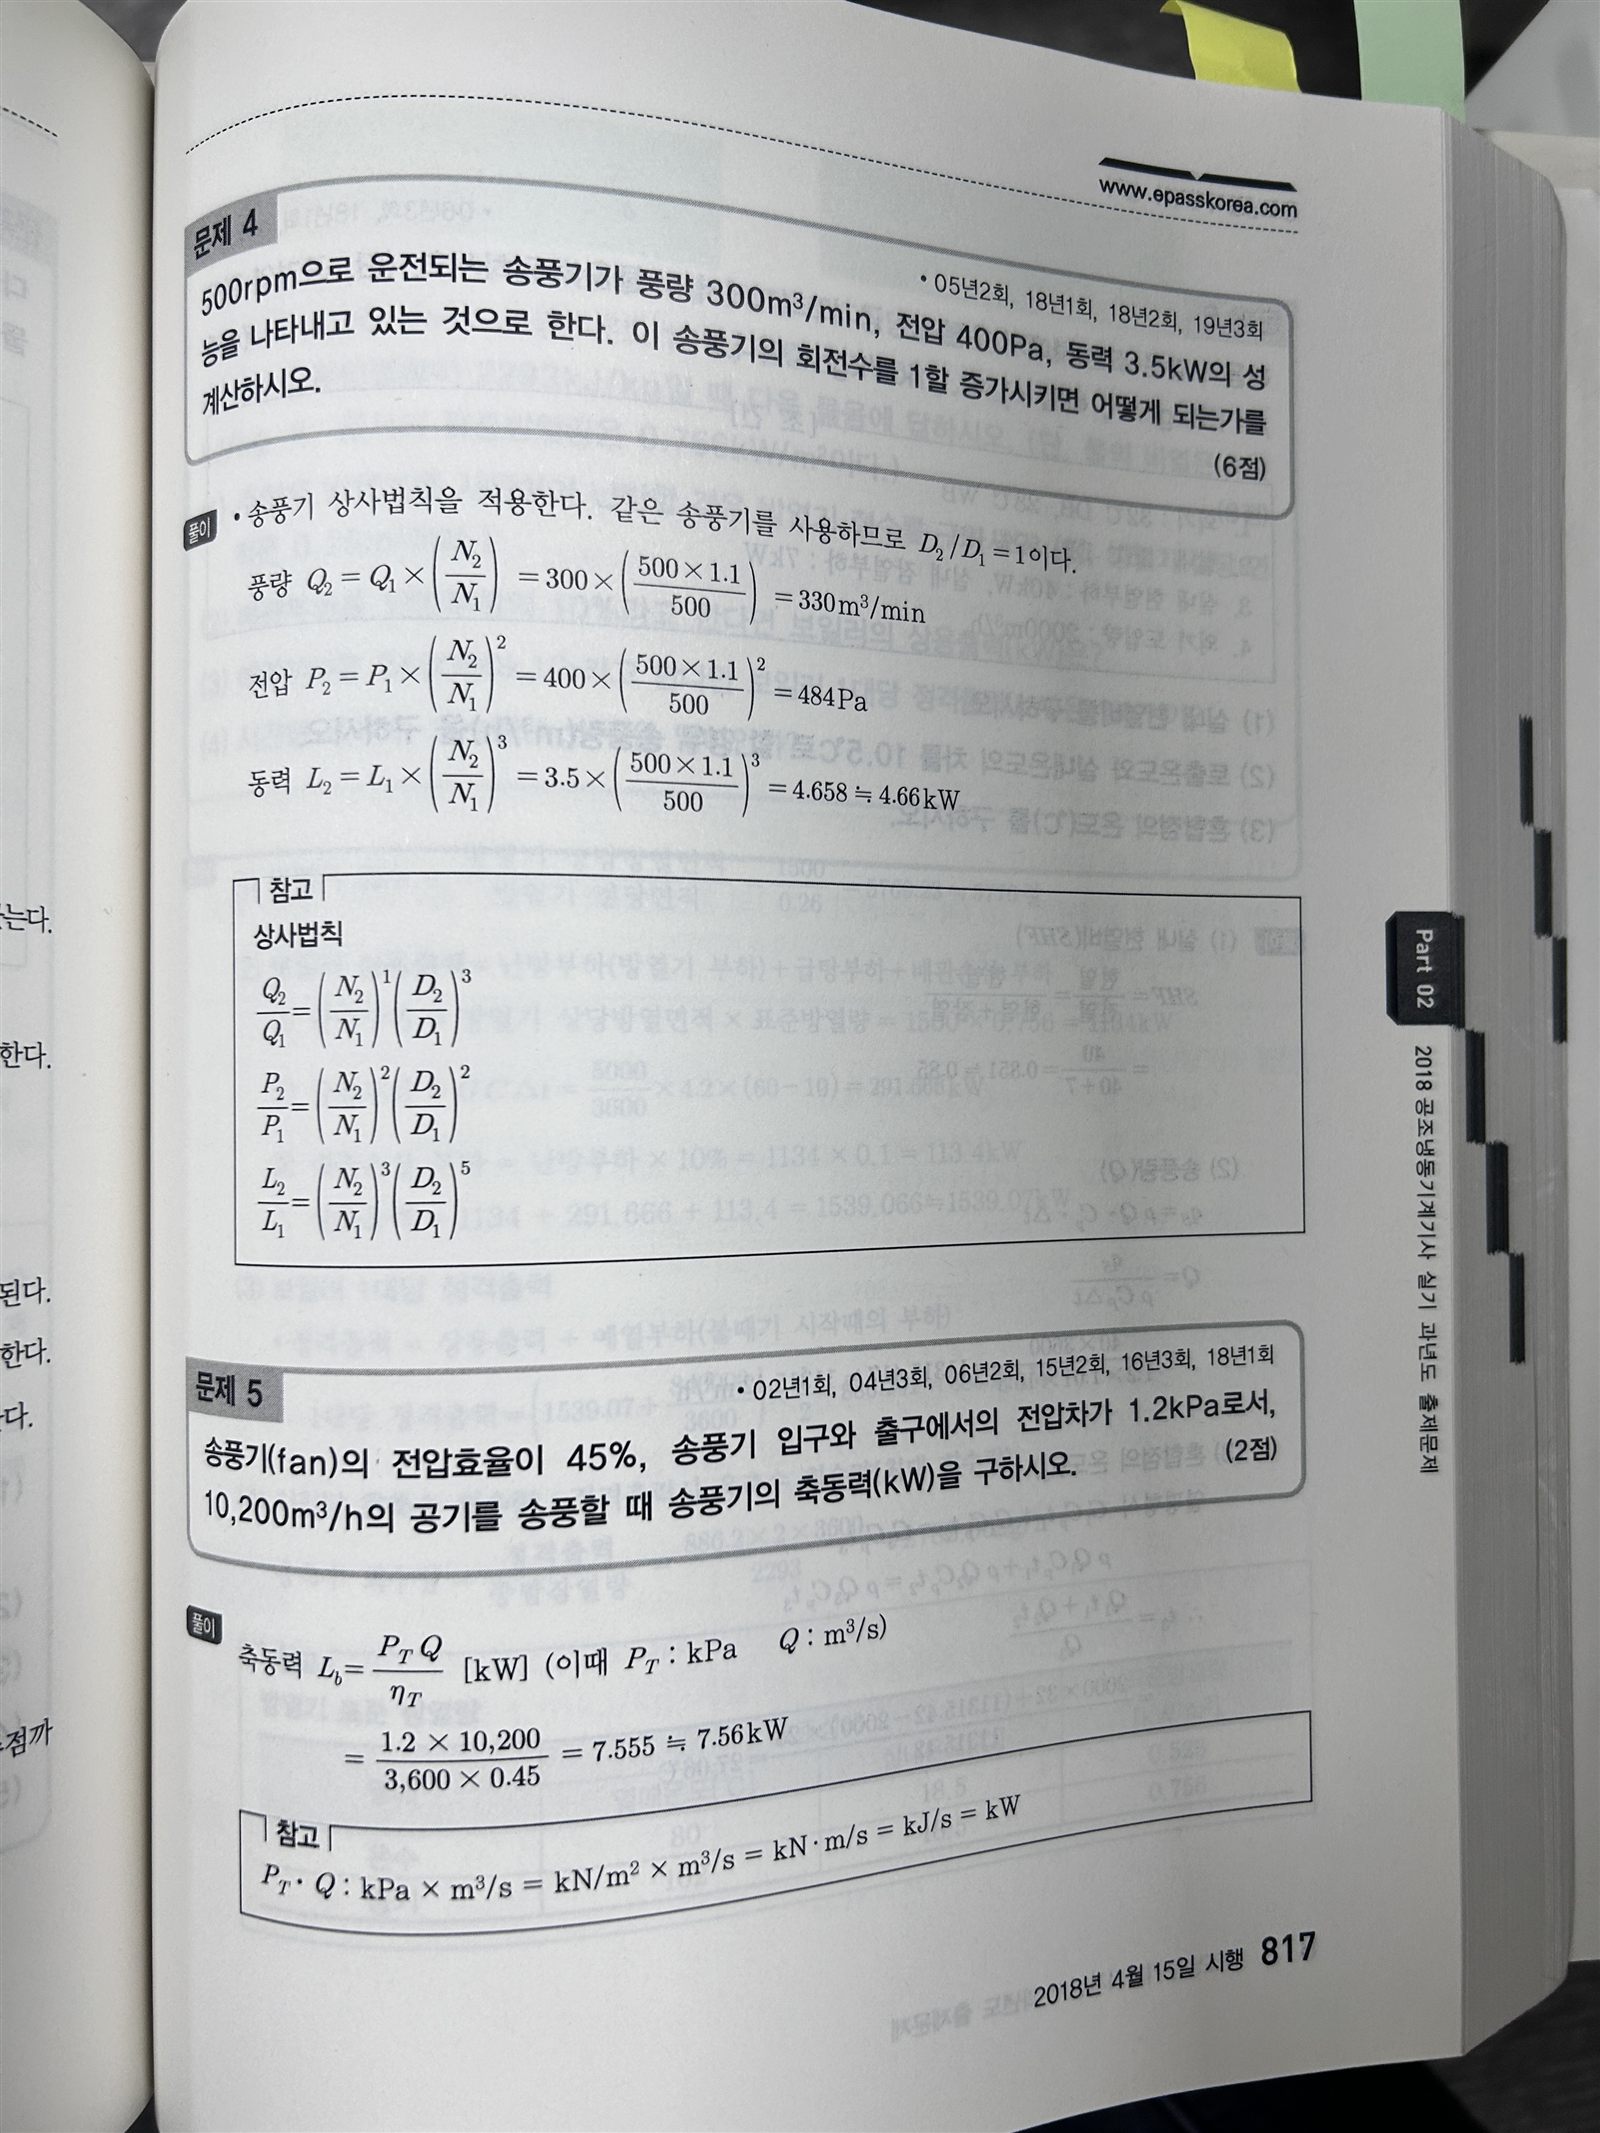 www.epasskorea.com
문제 4
• 05년2회, 18년1회, 18년2회, 19년3회
500rpm으로 운전되는 송풍기가 풍량 300m³/min, 전압 400Pa, 동력 3.5kW의 성
능을 나타내고 있는 것으로 한다. 이 송풍기의 회전수를 1할 증가시키면 어떻게 되는가를
계산하시오.
(6점)
풀이 • 송풍기 상사법칙을 적용한다. 같은 송풍기를 사용하므로 D₂/D₁ = 1이다.
풍량 Q₂ = Q₁ × (N₂/N₁) = 300 × (500×1.1/500) = 330m³/min
전압 P₂ = P₁ × (N₂/N₁)² = 400 × (500×1.1/500)² = 484Pa
동력 L₂ = L₁ × (N₂/N₁)³ = 3.5 × (500×1.1/500)³ = 4.658 ≒ 4.66kW
참고
상사법칙
Q₂/Q₁ = (N₂/N₁)¹(D₂/D₁)³
P₂/P₁ = (N₂/N₁)²(D₂/D₁)²
L₂/L₁ = (N₂/N₁)³(D₂/D₁)⁵
문제 5
• 02년1회, 04년3회, 06년2회, 15년2회, 16년3회, 18년1회
송풍기(fan)의 전압효율이 45%, 송풍기 입구와 출구에서의 전압차가 1.2kPa로서,
10,200m³/h의 공기를 송풍할 때 송풍기의 축동력(kW)을 구하시오.
(2점)
풀이
축동력 L_b = P_T Q/η_T [kW] (이때 P_T : kPa Q : m³/s)
= 1.2 × 10,200/3,600 × 0.45 = 7.555 ≒ 7.56kW
참고
P_T · Q : kPa × m³/s = kN/m² × m³/s = kN·m/s = kJ/s = kW
2018년 4월 15일 시행 817
Part 02
2018 공조냉동기계기사 실기 과년도 출제문제
는다.
한다.
된다.
한다.
다.
점까